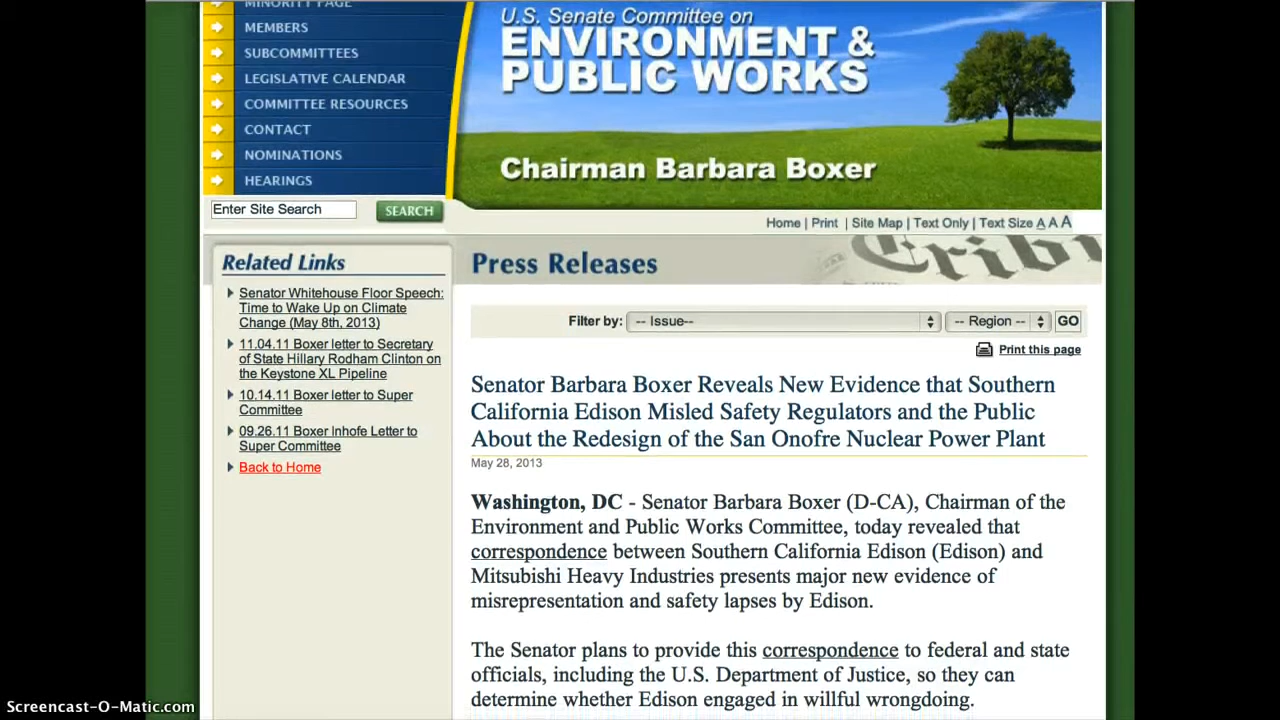 MINORITY PAGE
MEMBERS
SUBCOMMITTEES
LEGISLATIVE CALENDAR
COMMITTEE RESOURCES
CONTACT
NOMINATIONS
HEARINGS
U.S. Senate Committee on
ENVIRONMENT &
PUBLIC WORKS
Chairman Barbara Boxer
Enter Site Search
SEARCH
Home | Print | Site Map | Text Only | Text Size A A A
Related Links
Senator Whitehouse Floor Speech:
Time to Wake Up on Climate
Change (May 8th, 2013)
11.04.11 Boxer letter to Secretary
of State Hillary Rodham Clinton on
the Keystone XL Pipeline
10.14.11 Boxer letter to Super
Committee
09.26.11 Boxer Inhofe Letter to
Super Committee
Back to Home
Press Releases
Filter by: -- Issue-- -- Region -- GO
Print this page
Senator Barbara Boxer Reveals New Evidence that Southern
California Edison Misled Safety Regulators and the Public
About the Redesign of the San Onofre Nuclear Power Plant
May 28, 2013
Washington, DC - Senator Barbara Boxer (D-CA), Chairman of the
Environment and Public Works Committee, today revealed that
correspondence between Southern California Edison (Edison) and
Mitsubishi Heavy Industries presents major new evidence of
misrepresentation and safety lapses by Edison.
The Senator plans to provide this correspondence to federal and state
officials, including the U.S. Department of Justice, so they can
determine whether Edison engaged in willful wrongdoing.
Screencast-O-Matic.com